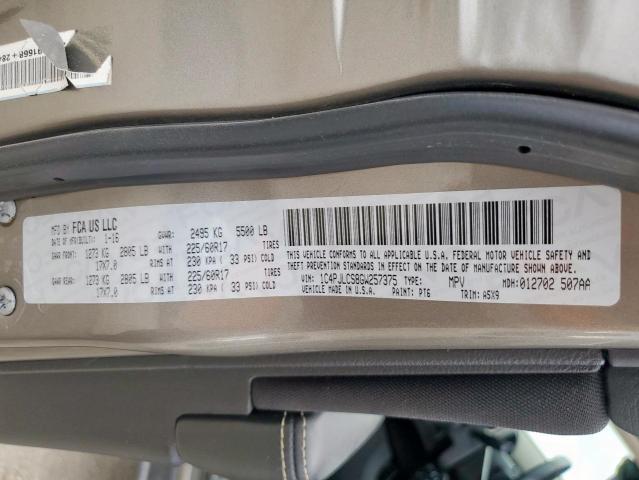 MFD BY FCA US LLC
DATE OF MFR/BUILT: 1-16 GVWR: 2495 KG 5500 LB
GAWR FRONT: 1273 KG 2805 LB WITH 225/60R17 TIRES
17X7.0 RIMS AT 230 KPA ( 33 PSI) COLD
GAWR REAR: 1273 KG 2805 LB WITH 225/60R17 TIRES
17X7.0 RIMS AT 230 KPA ( 33 PSI) COLD
THIS VEHICLE CONFORMS TO ALL APPLICABLE U.S.A. FEDERAL MOTOR VEHICLE SAFETY AND
THEFT PREVENTION STANDARDS IN EFFECT ON THE DATE OF MANUFACTURE SHOWN ABOVE.
VIN: 1C4PJLCS8GW257375 TYPE: MPV MDH: 012702 507AA
VEHICLE MADE IN U.S.A. PAINT: PT6 TRIM: A5X9